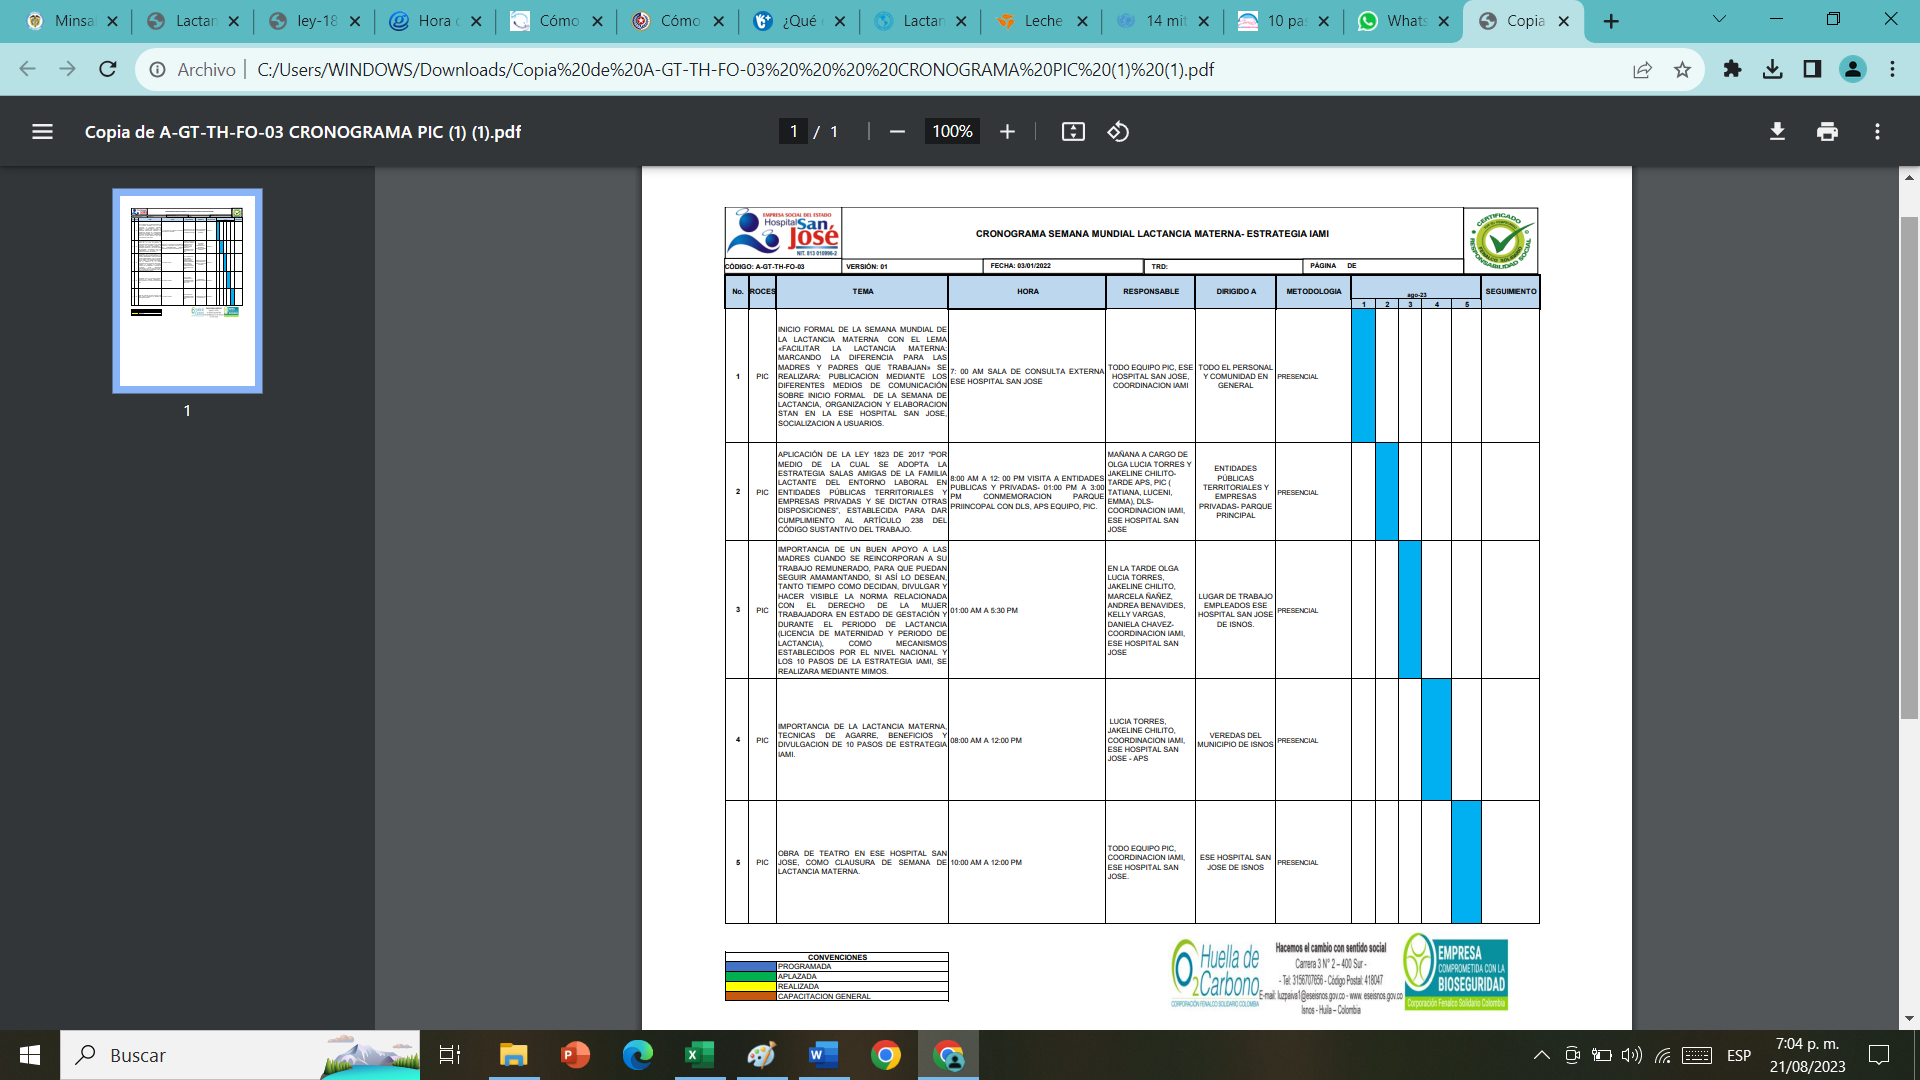 Minsa
Lactan
ley-18
Hora
Cómo
Cómo
¿Qué
Lactan
Leche
14 mit
10 pa
Whats
Copia
Archivo
C:/Users/WINDOWS/Downloads/Copia%20de%20A-GT-TH-FO-03%20%20%20%20CRONOGRAMA%20PIC%20(1)%20(1).pdf
Copia de A-GT-TH-FO-03 CRONOGRAMA PIC (1) (1).pdf
1 / 1
100%
1
EMPRESA SOCIAL DEL ESTADO
Hospital San José
NIT. 813 010996-2
CRONOGRAMA SEMANA MUNDIAL LACTANCIA MATERNA- ESTRATEGIA IAMI
CERTIFICADO
FENALCO SOLIDARIO
RESPONSABILIDAD SOCIAL
CÓDIGO: A-GT-TH-FO-03
VERSIÓN: 01
FECHA: 03/01/2022
TRD:
PÁGINA DE
No.
ROCES
TEMA
HORA
RESPONSABLE
DIRIGIDO A
METODOLOGIA
ago-23
1 2 3 4 5
SEGUIMIENTO
1
PIC
INICIO FORMAL DE LA SEMANA MUNDIAL DE
LA LACTANCIA MATERNA CON EL LEMA
«FACILITAR LA LACTANCIA MATERNA:
MARCANDO LA DIFERENCIA PARA LAS
MADRES Y PADRES QUE TRABAJAN» SE
REALIZARA: PUBLICACION MEDIANTE LOS
DIFERENTES MEDIOS DE COMUNICACIÓN
SOBRE INICIO FORMAL DE LA SEMANA DE
LACTANCIA, ORGANIZACION Y ELABORACION
STAN EN LA ESE HOSPITAL SAN JOSE,
SOCIALIZACION A USUARIOS.
7: 00 AM SALA DE CONSULTA EXTERNA
ESE HOSPITAL SAN JOSE
TODO EQUIPO PIC, ESE
HOSPITAL SAN JOSE,
COORDINACION IAMI
TODO EL PERSONAL
Y COMUNIDAD EN
GENERAL
PRESENCIAL
2
PIC
APLICACIÓN DE LA LEY 1823 DE 2017 "POR
MEDIO DE LA CUAL SE ADOPTA LA
ESTRATEGIA SALAS AMIGAS DE LA FAMILIA
LACTANTE DEL ENTORNO LABORAL EN
ENTIDADES PÚBLICAS TERRITORIALES Y
EMPRESAS PRIVADAS Y SE DICTAN OTRAS
DISPOSICIONES", ESTABLECIDA PARA DAR
CUMPLIMIENTO AL ARTÍCULO 238 DEL
CÓDIGO SUSTANTIVO DEL TRABAJO.
8:00 AM A 12: 00 PM VISITA A ENTIDADES
PUBLICAS Y PRIVADAS- 01:00 PM A 3:00
PM CONMEMORACION PARQUE
PRIINCOPAL CON DLS, APS EQUIPO, PIC.
MAÑANA A CARGO DE
OLGA LUCIA TORRES Y
JAKELINE CHILITO-
TARDE APS, PIC (
TATIANA, LUCENI,
EMMA), DLS-
COORDINACION IAMI,
ESE HOSPITAL SAN
JOSE
ENTIDADES
PÚBLICAS
TERRITORIALES Y
EMPRESAS
PRIVADAS- PARQUE
PRINCIPAL
PRESENCIAL
3
PIC
IMPORTANCIA DE UN BUEN APOYO A LAS
MADRES CUANDO SE REINCORPORAN A SU
TRABAJO REMUNERADO, PARA QUE PUEDAN
SEGUIR AMAMANTANDO, SI ASÍ LO DESEAN,
TANTO TIEMPO COMO DECIDAN, DIVULGAR Y
HACER VISIBLE LA NORMA RELACIONADA
CON EL DERECHO DE LA MUJER
TRABAJADORA EN ESTADO DE GESTACIÓN Y
DURANTE EL PERIODO DE LACTANCIA
(LICENCIA DE MATERNIDAD Y PERIODO DE
LACTANCIA), COMO MECANISMOS
ESTABLECIDOS POR EL NIVEL NACIONAL Y
LOS 10 PASOS DE LA ESTRATEGIA IAMI, SE
REALIZARA MEDIANTE MIMOS.
01:00 AM A 5:30 PM
EN LA TARDE OLGA
LUCIA TORRES,
JAKELINE CHILITO,
MARCELA ÑAÑEZ,
ANDREA BENAVIDES,
KELLY VARGAS,
DANIELA CHAVEZ-
COORDINACION IAMI,
ESE HOSPITAL SAN
JOSE
LUGAR DE TRABAJO
EMPLEADOS ESE
HOSPITAL SAN JOSE
DE ISNOS.
PRESENCIAL
4
PIC
IMPORTANCIA DE LA LACTANCIA MATERNA,
TECNICAS DE AGARRE, BENEFICIOS Y
DIVULGACION DE 10 PASOS DE ESTRATEGIA
IAMI.
08:00 AM A 12:00 PM
LUCIA TORRES,
JAKELINE CHILITO,
COORDINACION IAMI,
ESE HOSPITAL SAN
JOSE - APS
VEREDAS DEL
MUNICIPIO DE ISNOS
PRESENCIAL
5
PIC
OBRA DE TEATRO EN ESE HOSPITAL SAN
JOSE, COMO CLAUSURA DE SEMANA DE
LACTANCIA MATERNA.
10:00 AM A 12:00 PM
TODO EQUIPO PIC,
COORDINACION IAMI,
ESE HOSPITAL SAN
JOSE.
ESE HOSPITAL SAN
JOSE DE ISNOS
PRESENCIAL
CONVENCIONES
PROGRAMADA
APLAZADA
REALIZADA
CAPACITACION GENERAL
Huella de
Carbono
CORPORACIÓN FENALCO SOLIDARIO COLOMBIA
Hacemos el cambio con sentido social
Carrera 3 N° 2 – 400 Sur -
- Tel: 3156707656 - Código Postal: 418047
E-mail: luzpaiva1@eseisnos.gov.co - www. eseisnos.gov.co
Isnos - Huila – Colombia
EMPRESA
COMPROMETIDA CON LA
BIOSEGURIDAD
Corporación Fenalco Solidario Colombia
Buscar
ESP
7:04 p. m.
21/08/2023